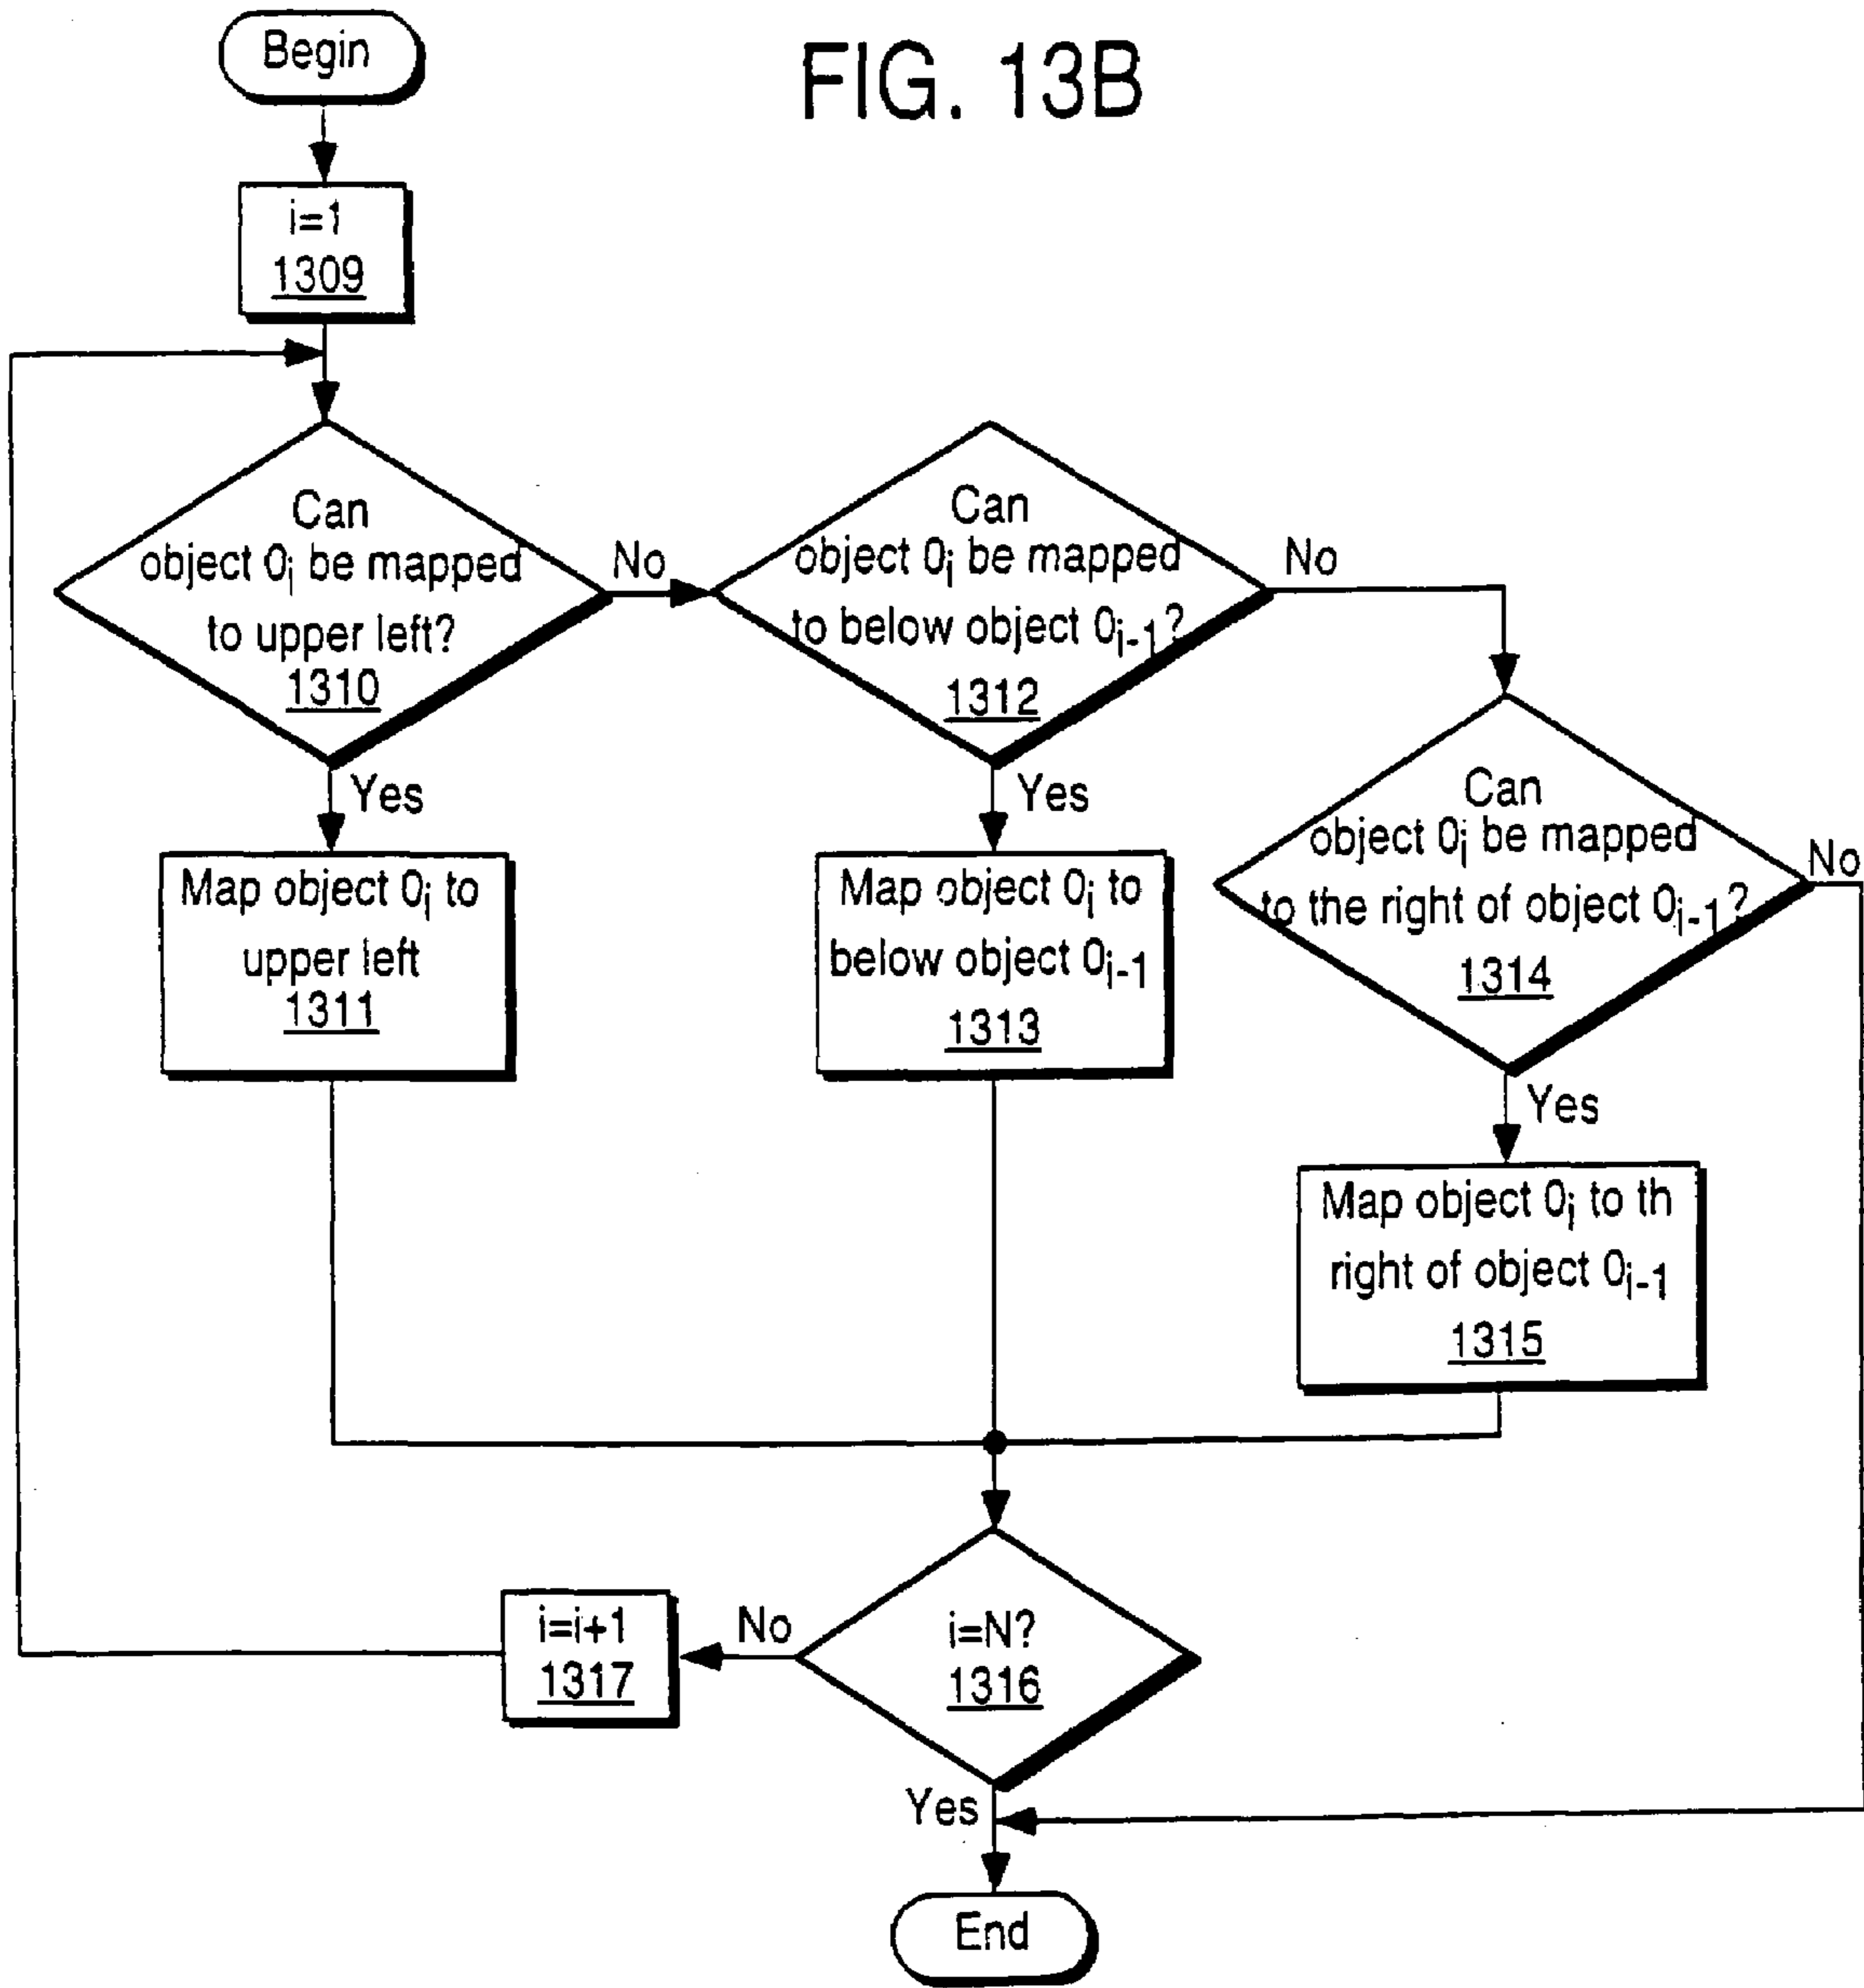 FIG. 13B
Begin
i=1
1309
Can
object 0i be mapped
to upper left?
1310
No
Yes
Can
object 0i be mapped
to below object 0i-1?
1312
No
Yes
Can
object 0i be mapped
to the right of object 0i-1?
1314
No
Yes
Map object 0i to
upper left
1311
Map object 0i to
below object 0i-1
1313
Map object 0i to th
right of object 0i-1
1315
i=N?
1316
No
i=i+1
1317
Yes
End